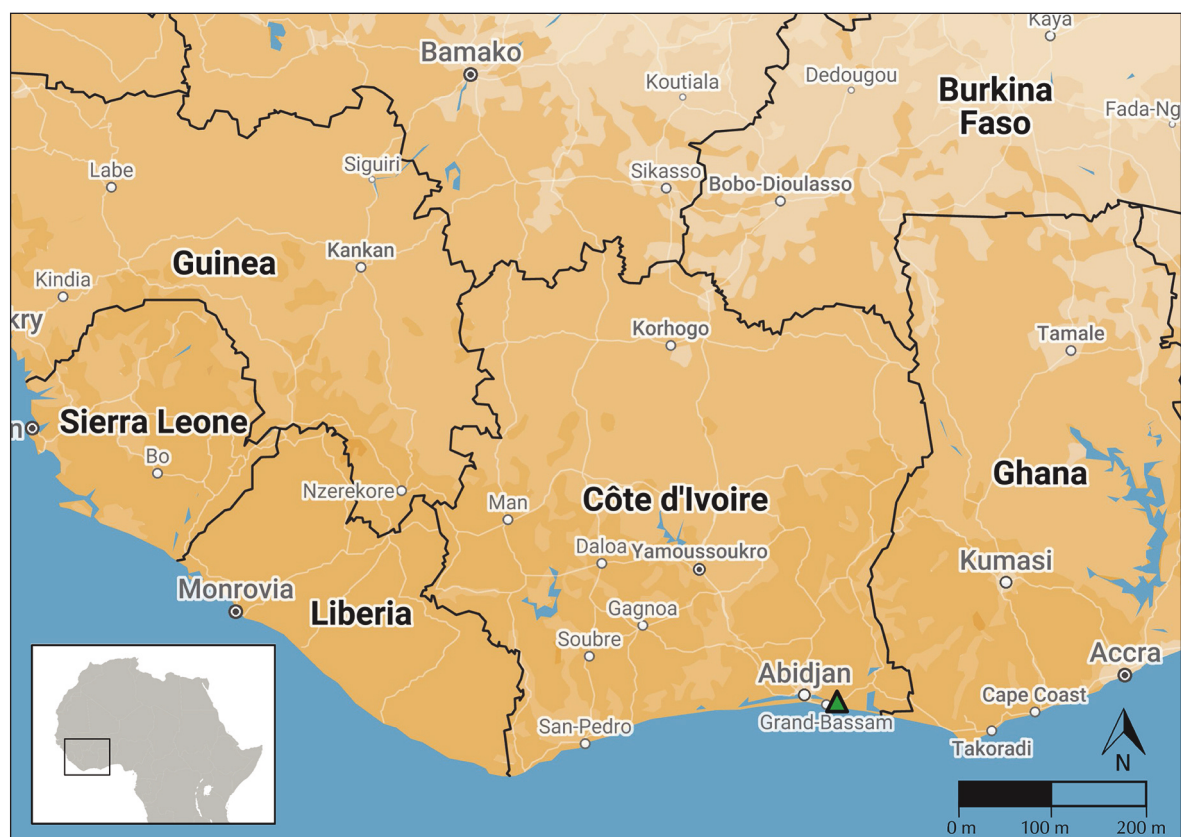 Kaya
Bamako
Koutiala
Dedougou
Burkina
Faso
Fada-Ng
Labe
Siguiri
Sikasso
Bobo-Dioulasso
Guinea
Kankan
Kindia
kry
Korhogo
Tamale
Sierra Leone
n
Bo
Nzerekore
Man
Côte d'Ivoire
Ghana
Daloa
Yamoussoukro
Kumasi
Monrovia
Liberia
Gagnoa
Soubre
Abidjan
Accra
Grand-Bassam
Cape Coast
San-Pedro
Takoradi
N
0 m
100 m
200 m